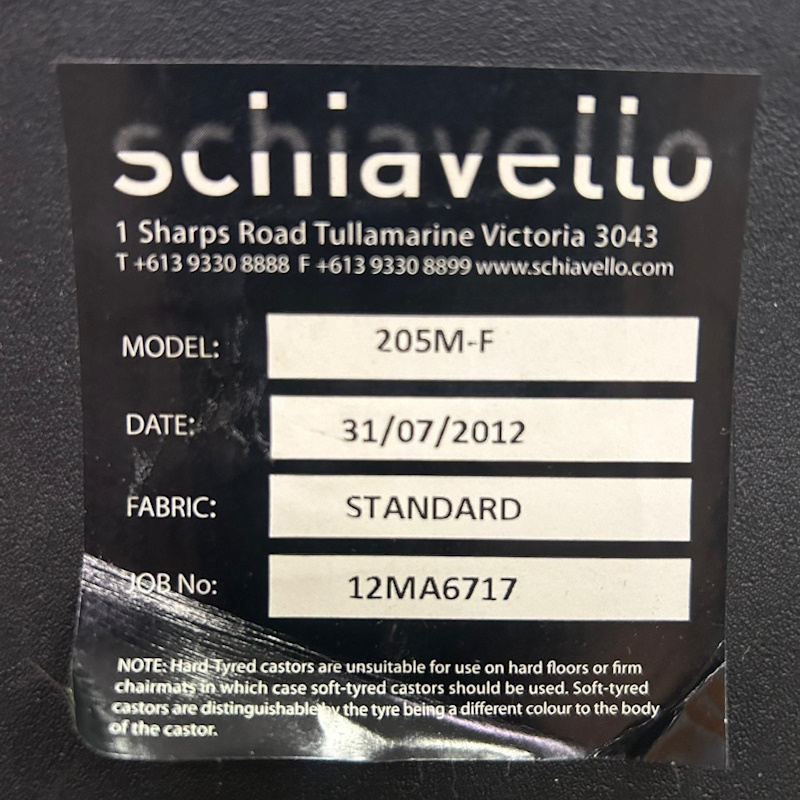 schiavello
1 Sharps Road Tullamarine Victoria 3043
T +613 9330 8888 F +613 9330 8899 www.schiavello.com
MODEL: 205M-F
DATE: 31/07/2012
FABRIC: STANDARD
JOB No: 12MA6717
NOTE: Hard-Tyred castors are unsuitable for use on hard floors or firm
chairmats in which case soft-tyred castors should be used. Soft-tyred
castors are distinguishable by the tyre being a different colour to the body
of the castor.